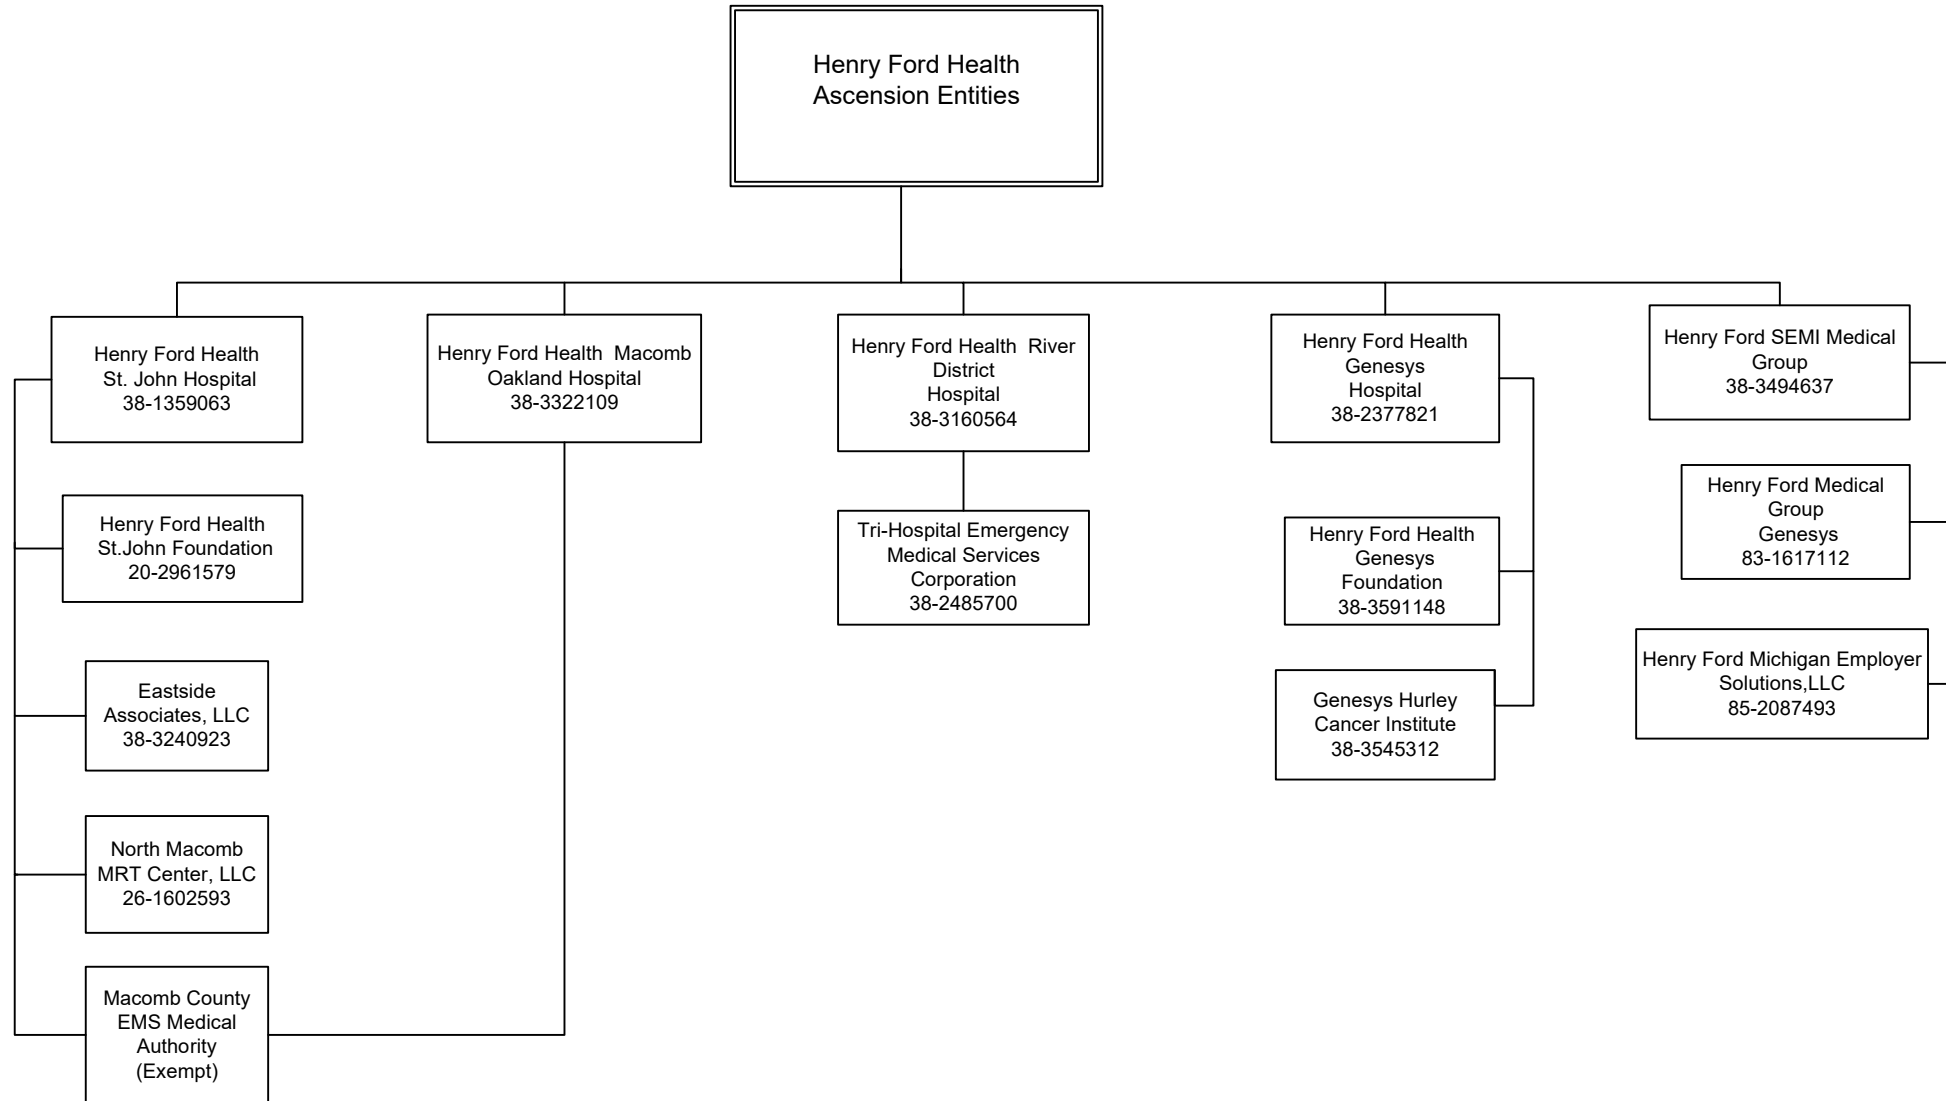 Henry Ford Health
Ascension Entities
Henry Ford Health
St. John Hospital
38-1359063
Henry Ford Health  Macomb
Oakland Hospital
38-3322109
Henry Ford Health  River
District
Hospital
38-3160564
Henry Ford Health
Genesys
Hospital
38-2377821
Henry Ford SEMI Medical
Group
38-3494637
Henry Ford Health
St.John Foundation
20-2961579
Tri-Hospital Emergency
Medical Services
Corporation
38-2485700
Henry Ford Health
Genesys
Foundation
38-3591148
Henry Ford Medical
Group
Genesys
83-1617112
Eastside
Associates, LLC
38-3240923
Genesys Hurley
Cancer Institute
38-3545312
Henry Ford Michigan Employer
Solutions,LLC
85-2087493
North Macomb
MRT Center, LLC
26-1602593
Macomb County
EMS Medical
Authority
(Exempt)